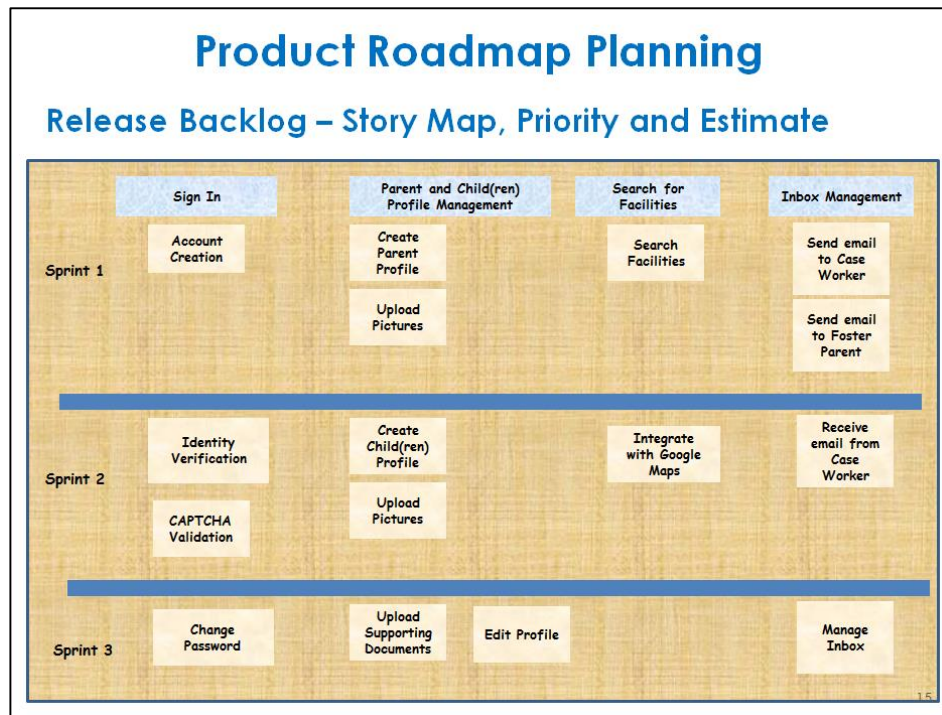 Product Roadmap Planning
Release Backlog – Story Map, Priority and Estimate
Sign In
Parent and Child(ren)
Profile Management
Search for
Facilities
Inbox Management
Sprint 1
Account
Creation
Create
Parent
Profile
Upload
Pictures
Search
Facilities
Send email
to Case
Worker
Send email
to Foster
Parent
Sprint 2
Identity
Verification
CAPTCHA
Validation
Create
Child(ren)
Profile
Upload
Pictures
Integrate
with Google
Maps
Receive
email from
Case
Worker
Sprint 3
Change
Password
Upload
Supporting
Documents
Edit Profile
Manage
Inbox
15